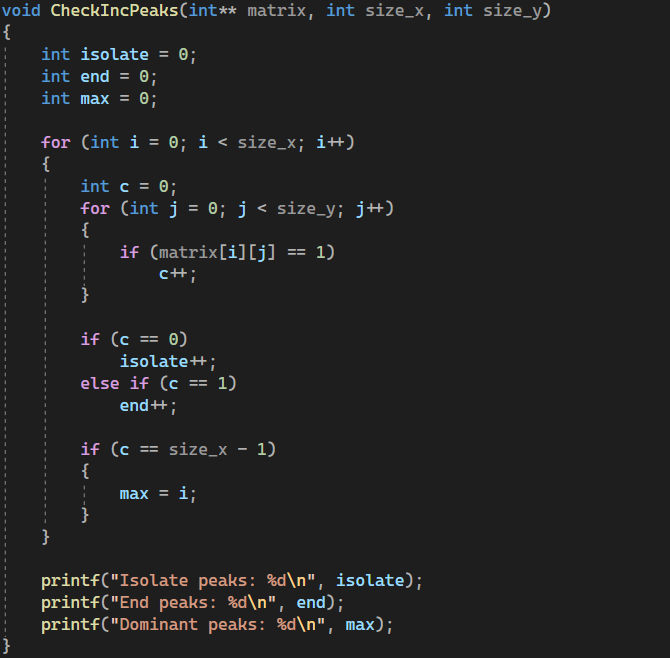 void CheckIncPeaks(int** matrix, int size_x, int size_y)
{
    int isolate = 0;
    int end = 0;
    int max = 0;

    for (int i = 0; i < size_x; i++)
    {
        int c = 0;
        for (int j = 0; j < size_y; j++)
        {
            if (matrix[i][j] == 1)
                c++;
        }

        if (c == 0)
            isolate++;
        else if (c == 1)
            end++;

        if (c == size_x - 1)
        {
            max = i;
        }
    }

    printf("Isolate peaks: %d\n", isolate);
    printf("End peaks: %d\n", end);
    printf("Dominant peaks: %d\n", max);
}